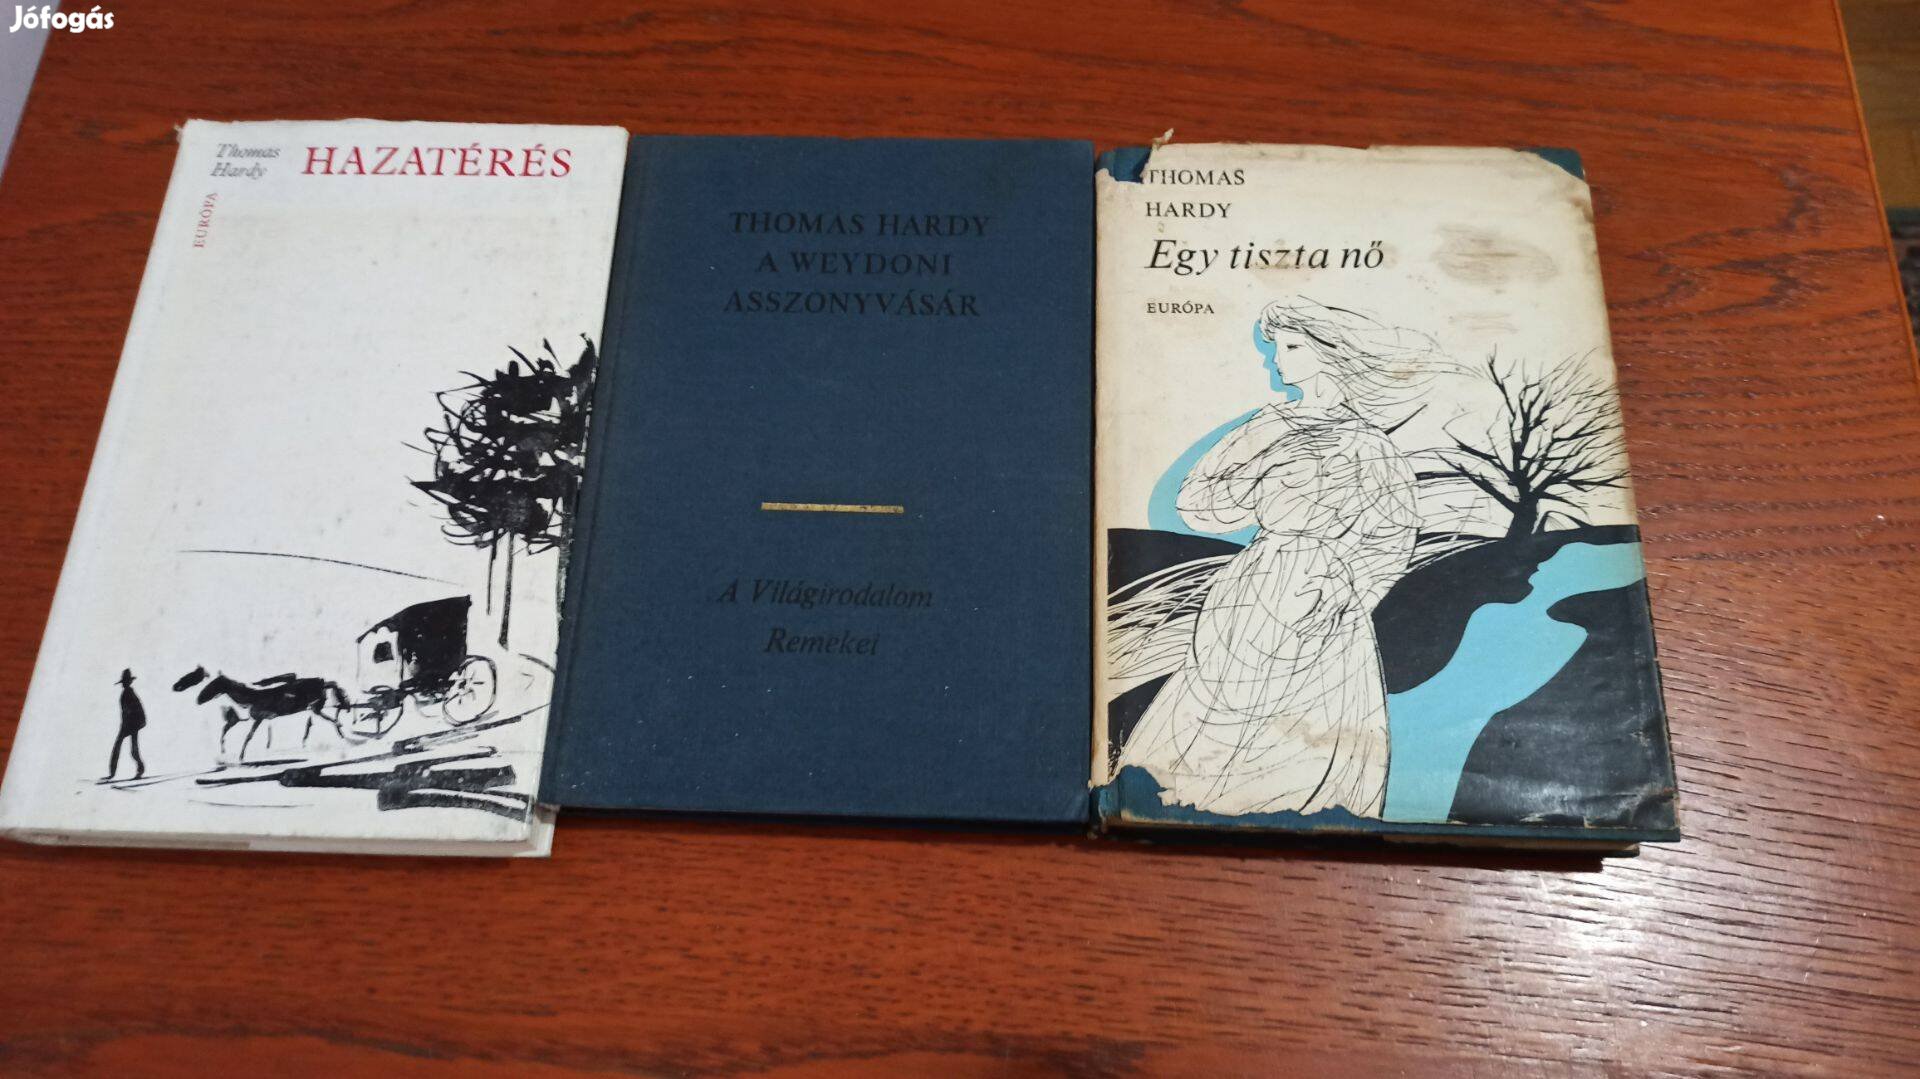 Jófogás
Thomas
Hardy
HAZATÉRÉS
EURÓPA
THOMAS HARDY
A WEYDONI
ASSZONYVÁSÁR
A Világirodalom
Remekei
THOMAS
HARDY
Egy tiszta nő
EURÓPA